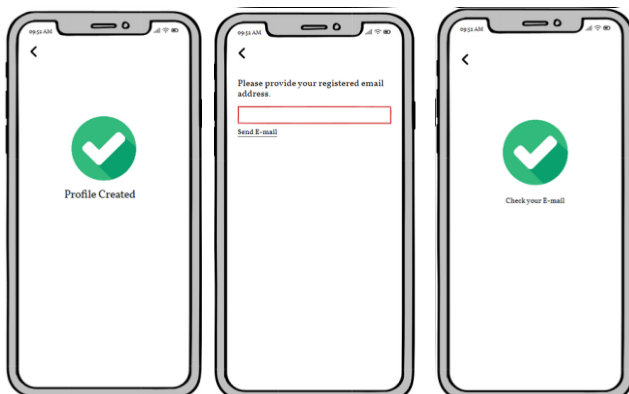 09:52 AM
Profile Created
09:52 AM
Please provide your registered email
address.
Send E-mail
09:52 AM
Check your E-mail